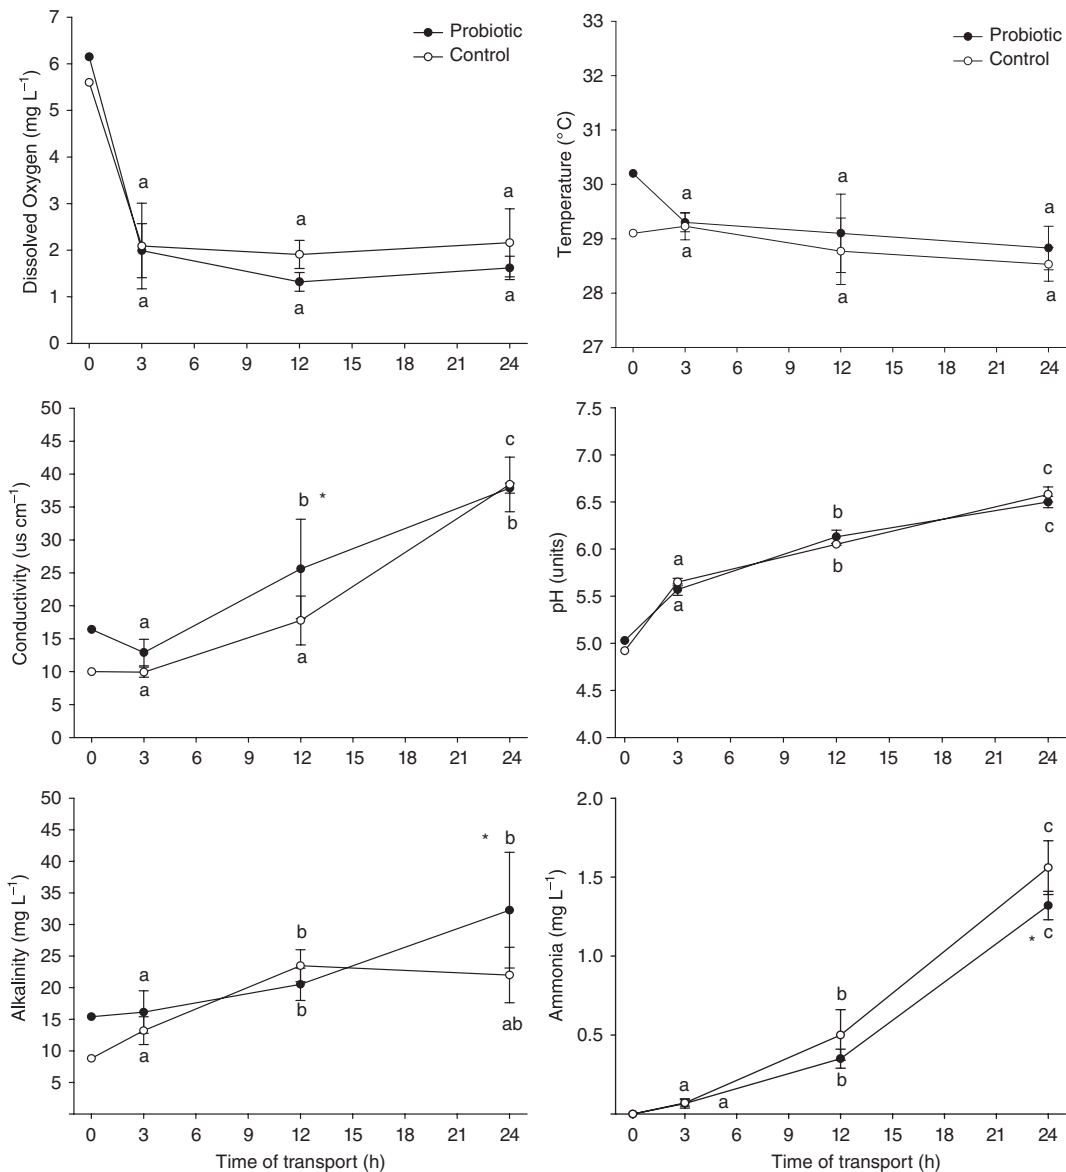 7
6
5
4
3
2
1
0
Dissolved Oxygen (mg L⁻¹)
Probiotic
Control
a
a
a
a
a
a
0 3 6 9 12 15 18 21 24
33
32
31
30
30
29
28
27
Temperature (°C)
Probiotic
Control
a
a
a
a
a
a
0 3 6 9 12 15 18 21 24
50
45
40
35
30
25
20
15
10
5
0
Conductivity (us cm⁻¹)
a
b *
c
a
a
b
0 3 6 9 12 15 18 21 24
7.5
7.0
6.5
6.0
5.5
5.0
4.5
4.0
pH (units)
a
b
c
a
b
c
0 3 6 9 12 15 18 21 24
50
45
40
35
30
25
20
15
10
5
Alkalinity (mg L⁻¹)
a
b
* b
a
b
ab
0 3 6 9 12 15 18 21 24
Time of transport (h)
2.0
1.5
1.0
0.5
0.0
Ammonia (mg L⁻¹)
a
b
c
a
b
* c
0 3 6 9 12 15 18 21 24
Time of transport (h)